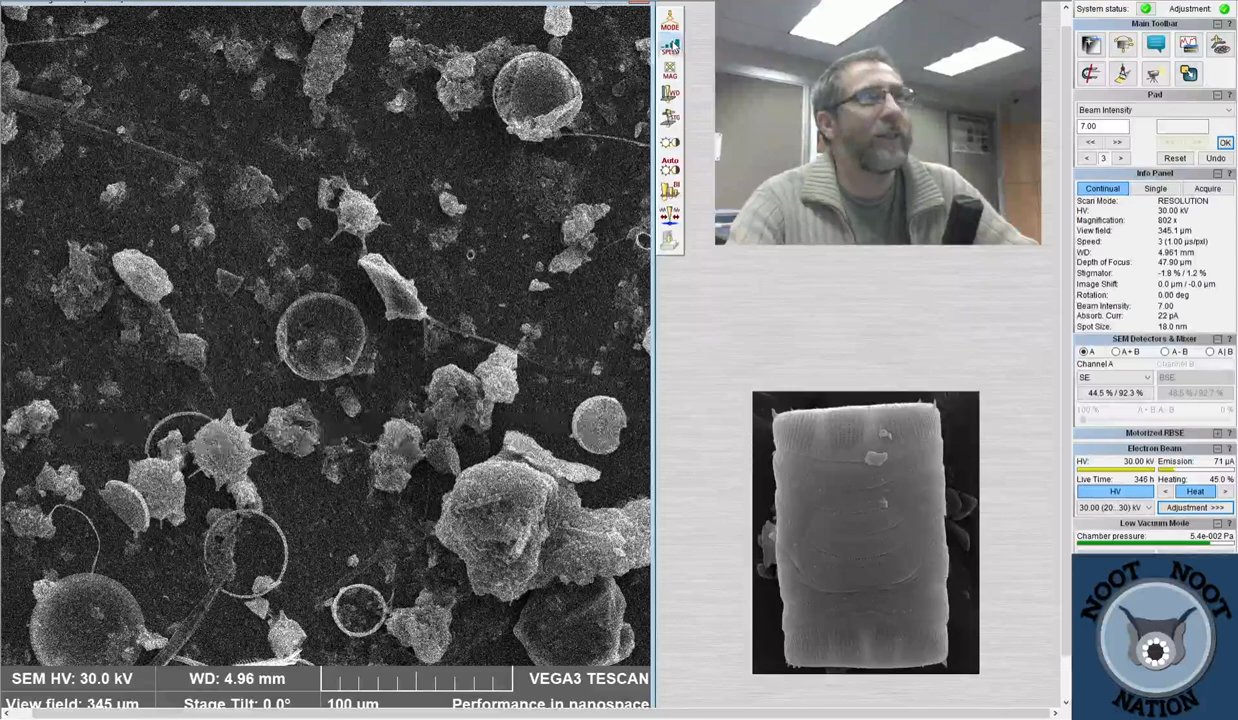 MODE
SPEED
MAG
WD
STG
Auto
BI
SEM HV: 30.0 kV
WD: 4.96 mm
VEGA3 TESCAN
View field: 345 µm
Stage Tilt: 0.0°
100 µm
Performance in nanospace
System status:
Adjustment:
Main Toolbar
Pad
Beam Intensity
7.00
<< >>
OK
< 3 >
Reset
Undo
Info Panel
Continual
Single
Acquire
Scan Mode: RESOLUTION
HV: 30.00 kV
Magnification: 802 x
View field: 345.1 µm
Speed: 3 (1.00 µs/pxl)
WD: 4.961 mm
Depth of Focus: 47.90 µm
Stigmator: -1.8 % / 1.2 %
Image Shift: 0.0 µm / -0.0 µm
Rotation: 0.00 deg
Beam Intensity: 7.00
Absorb. Curr: 22 pA
Spot Size: 18.0 nm
SEM Detectors & Mixer
A A + B A - B A | B
Channel A Channel B
SE BSE
44.5 % / 92.3 %
100 % A + B: A - B 0 %
Motorized RBSE
Electron Beam
HV: 30.00 kV Emission: 71 µA
Live Time: 346 h Heating: 45.0 %
HV < Heat >
30.00 (20...30) kV Adjustment >>>
Low Vacuum Mode
Chamber pressure: 5.4e-002 Pa
NOOT NOOT
NATION